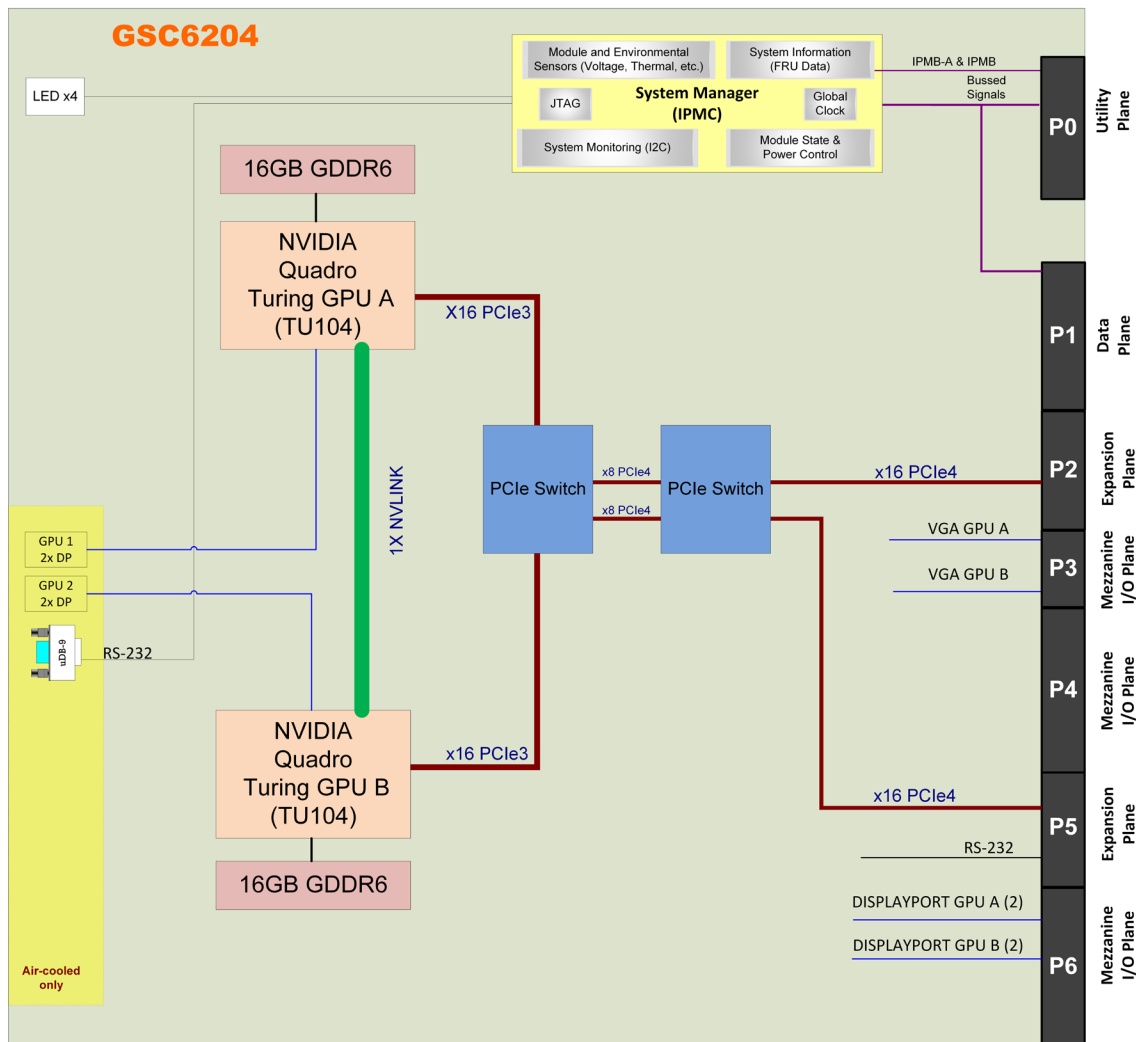 GSC6204
LED x4
Module and Environmental
Sensors (Voltage, Thermal, etc.)
System Information
(FRU Data)
JTAG
System Manager
(IPMC)
Global
Clock
System Monitoring (I2C)
Module State &
Power Control
IPMB-A & IPMB
Bussed
Signals
P0
Utility
Plane
16GB GDDR6
NVIDIA
Quadro
Turing GPU A
(TU104)
X16 PCIe3
P1
Data
Plane
1X NVLINK
PCIe Switch
x8 PCIe4
x8 PCIe4
PCIe Switch
x16 PCIe4
P2
Expansion
Plane
VGA GPU A
VGA GPU B
P3
Mezzanine
I/O Plane
GPU 1
2x DP
GPU 2
2x DP
uDB-9
RS-232
P4
Mezzanine
I/O Plane
NVIDIA
Quadro
Turing GPU B
(TU104)
x16 PCIe3
16GB GDDR6
x16 PCIe4
P5
Expansion
Plane
RS-232
DISPLAYPORT GPU A (2)
DISPLAYPORT GPU B (2)
P6
Mezzanine
I/O Plane
Air-cooled
only